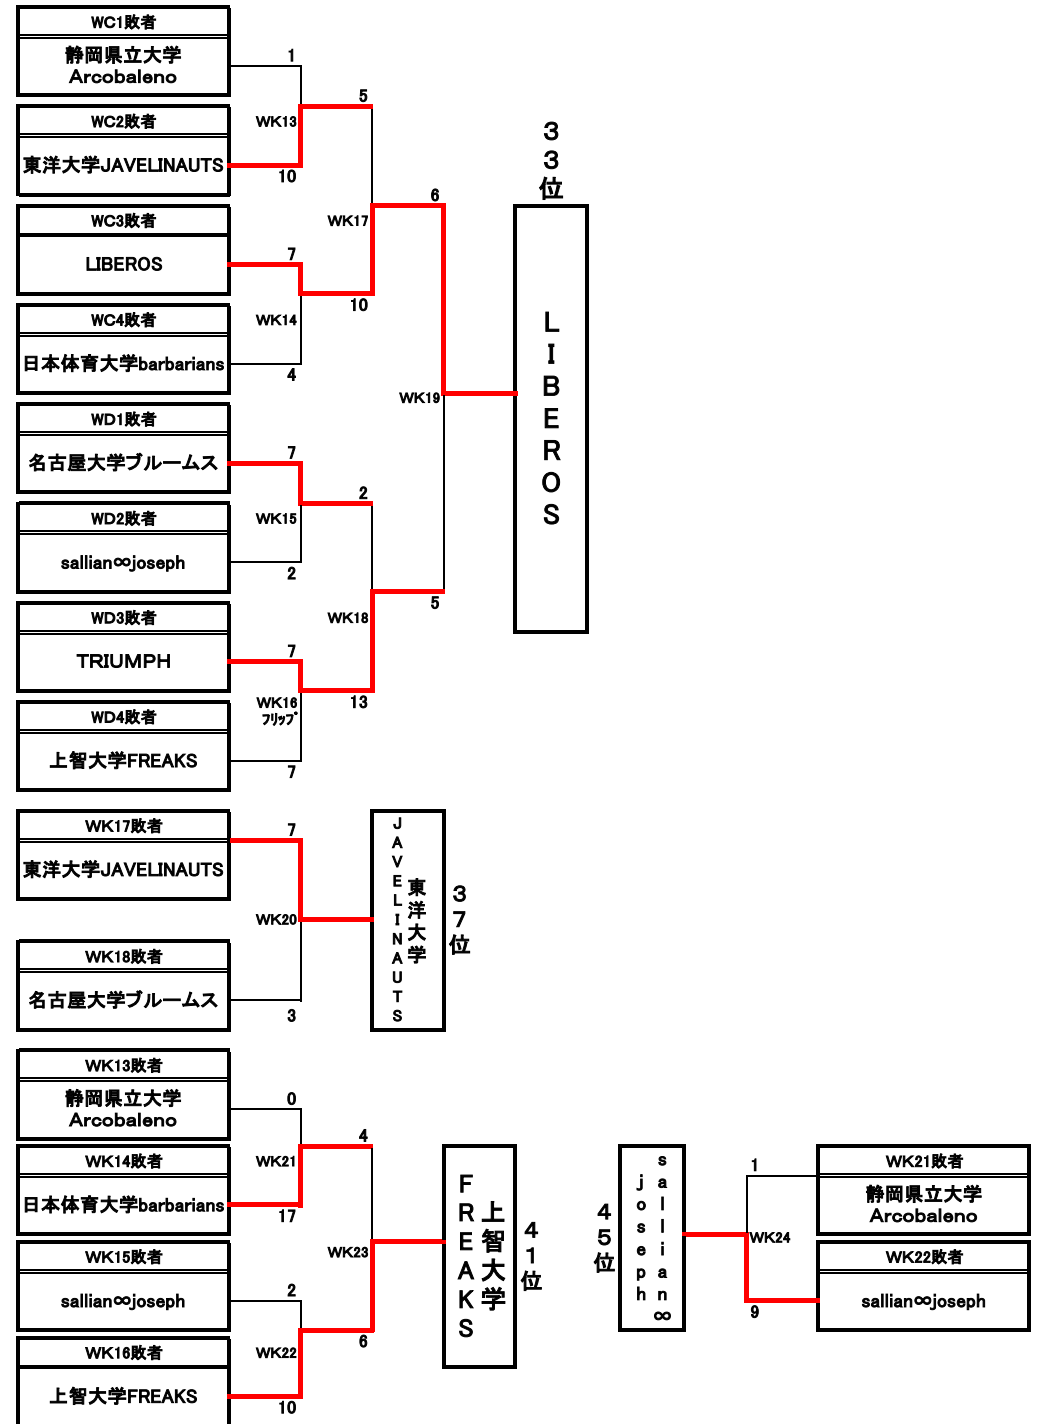 WC1敗者
静岡県立大学
Arcobaleno
1
5
WK13
WC2敗者
東洋大学JAVELINAUTS
10
33位
6
WK17
WC3敗者
LIBEROS
7
10
WK14
WC4敗者
日本体育大学barbarians
4
WK19
LIBEROS
WD1敗者
名古屋大学ブルームス
7
2
WK15
WD2敗者
sallian∞joseph
2
5
WK18
WD3敗者
TRIUMPH
7
13
WK16
フリップ
WD4敗者
上智大学FREAKS
7
WK17敗者
東洋大学JAVELINAUTS
7
WK20
東洋大学
JAVELINAUTS
37位
WK18敗者
名古屋大学ブルームス
3
WK13敗者
静岡県立大学
Arcobaleno
0
4
WK21
WK14敗者
日本体育大学barbarians
17
WK23
上智大学
FREAKS
41位
WK15敗者
sallian∞joseph
2
6
WK22
WK16敗者
上智大学FREAKS
10
45位
sallian∞
joseph
1
WK24
9
WK21敗者
静岡県立大学
Arcobaleno
WK22敗者
sallian∞joseph